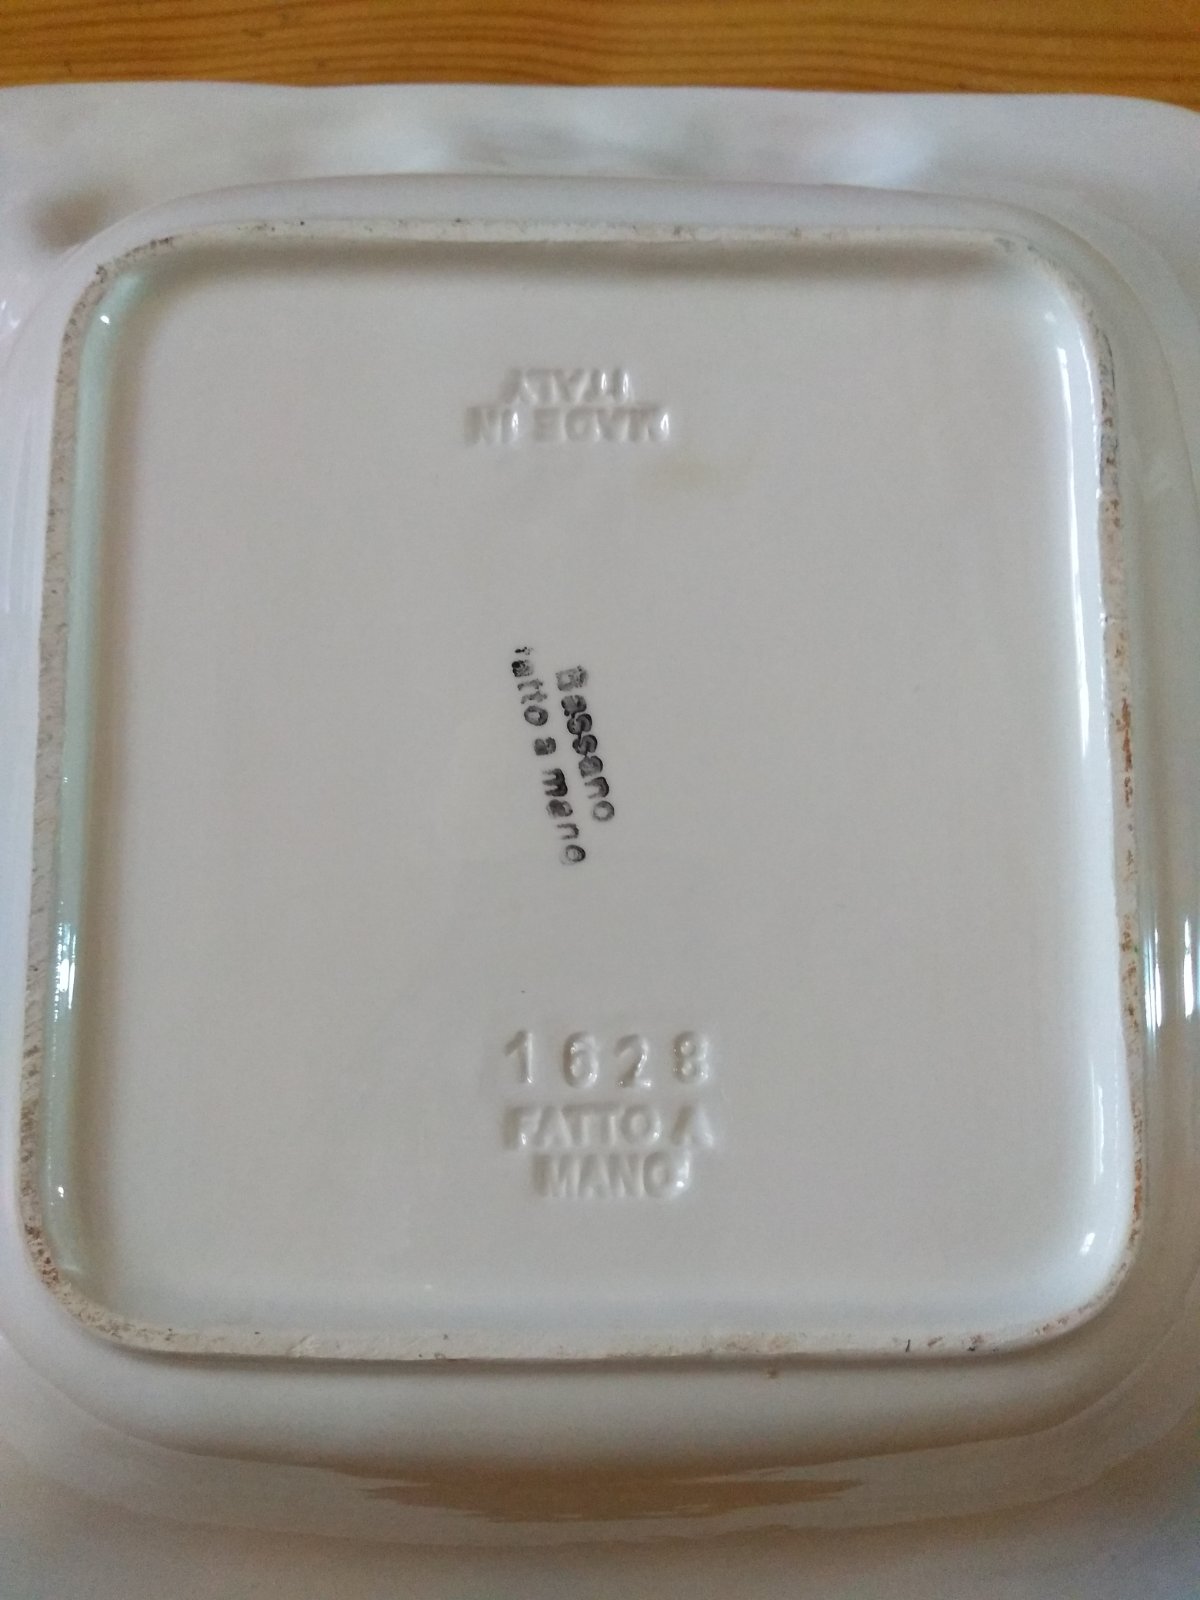 MADE IN
ITALY
Bassano
fatto a mano
1628
FATTO A
MANO